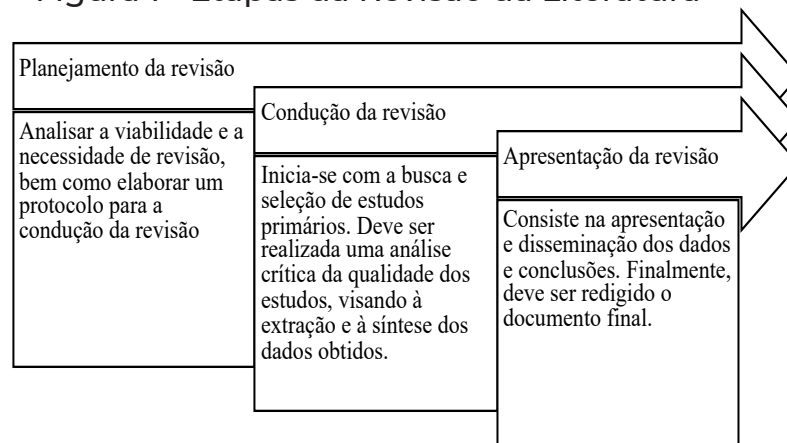 Planejamento da revisão
Analisar a viabilidade e a
necessidade de revisão,
bem como elaborar um
protocolo para a
condução da revisão
Condução da revisão
Inicia-se com a busca e
seleção de estudos
primários. Deve ser
realizada uma análise
crítica da qualidade dos
estudos, visando à
extração e à síntese dos
dados obtidos.
Apresentação da revisão
Consiste na apresentação
e disseminação dos dados
e conclusões. Finalmente,
deve ser redigido o
documento final.